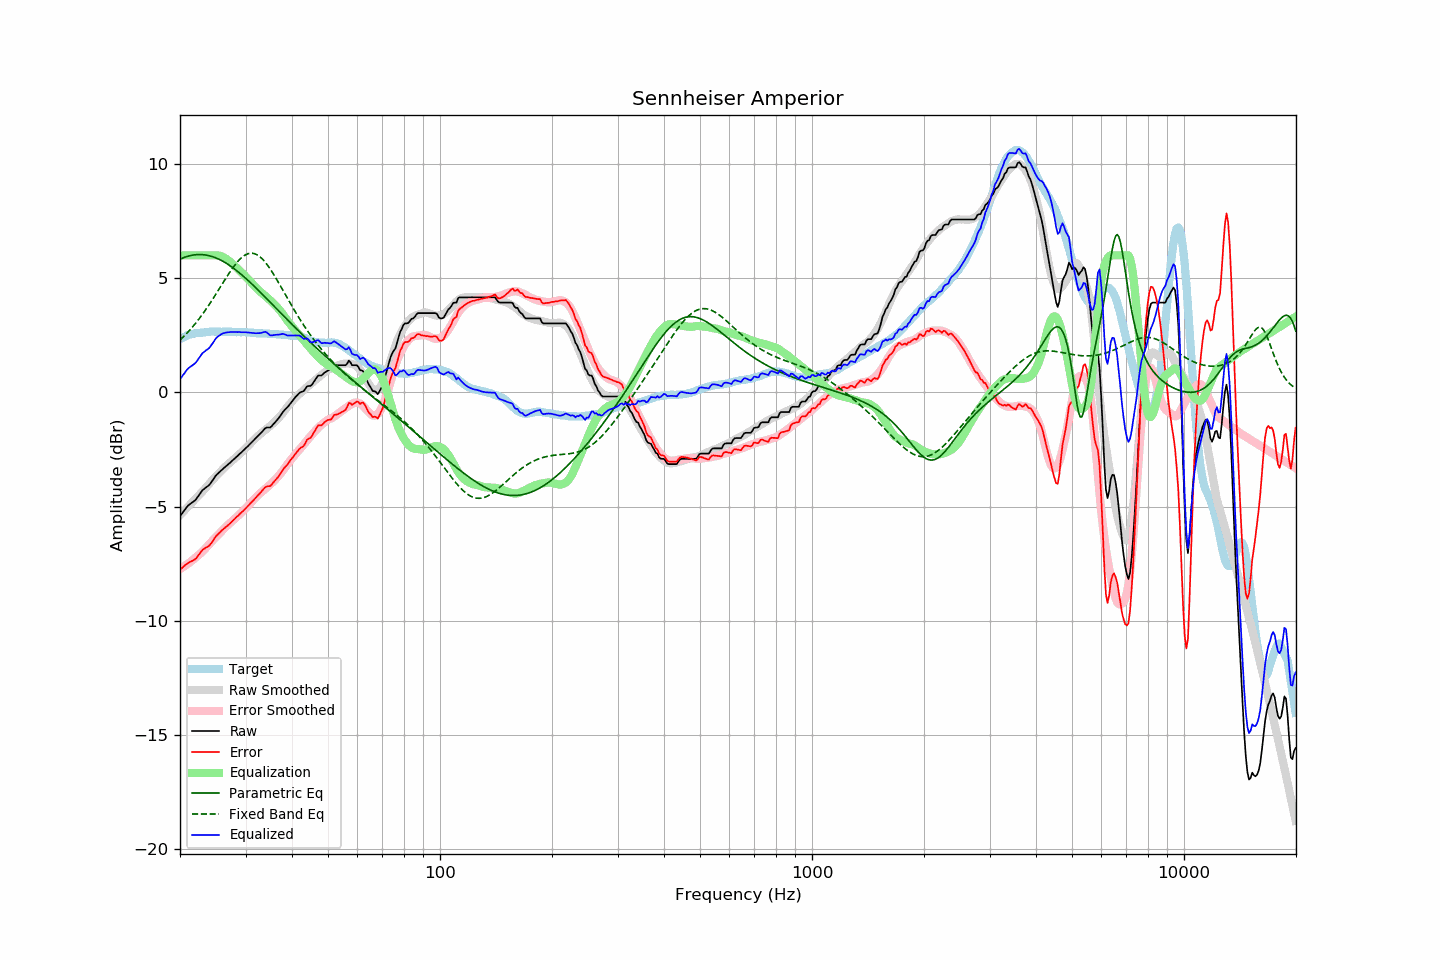 Sennheiser Amperior
10
5
0
−5
−10
−15
−20
Amplitude (dBr)
Target
Raw Smoothed
Error Smoothed
Raw
Error
Equalization
Parametric Eq
Fixed Band Eq
Equalized
100
1000
10000
Frequency (Hz)